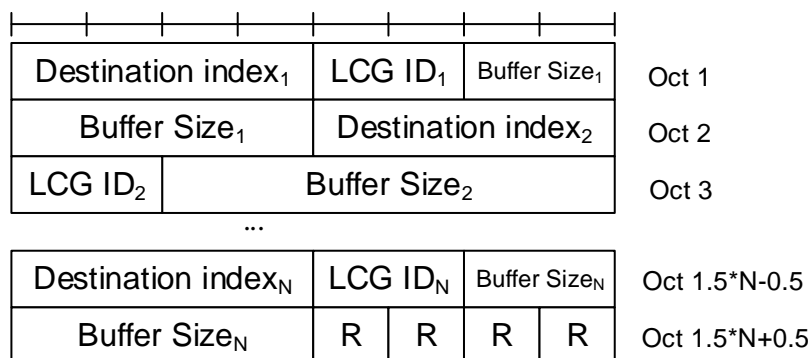 Destination index₁ LCG ID₁ Buffer Size₁ Oct 1
Buffer Size₁ Destination index₂ Oct 2
LCG ID₂ Buffer Size₂ Oct 3
...
Destination indexN LCG IDN Buffer SizeN Oct 1.5*N-0.5
Buffer SizeN R R R R Oct 1.5*N+0.5